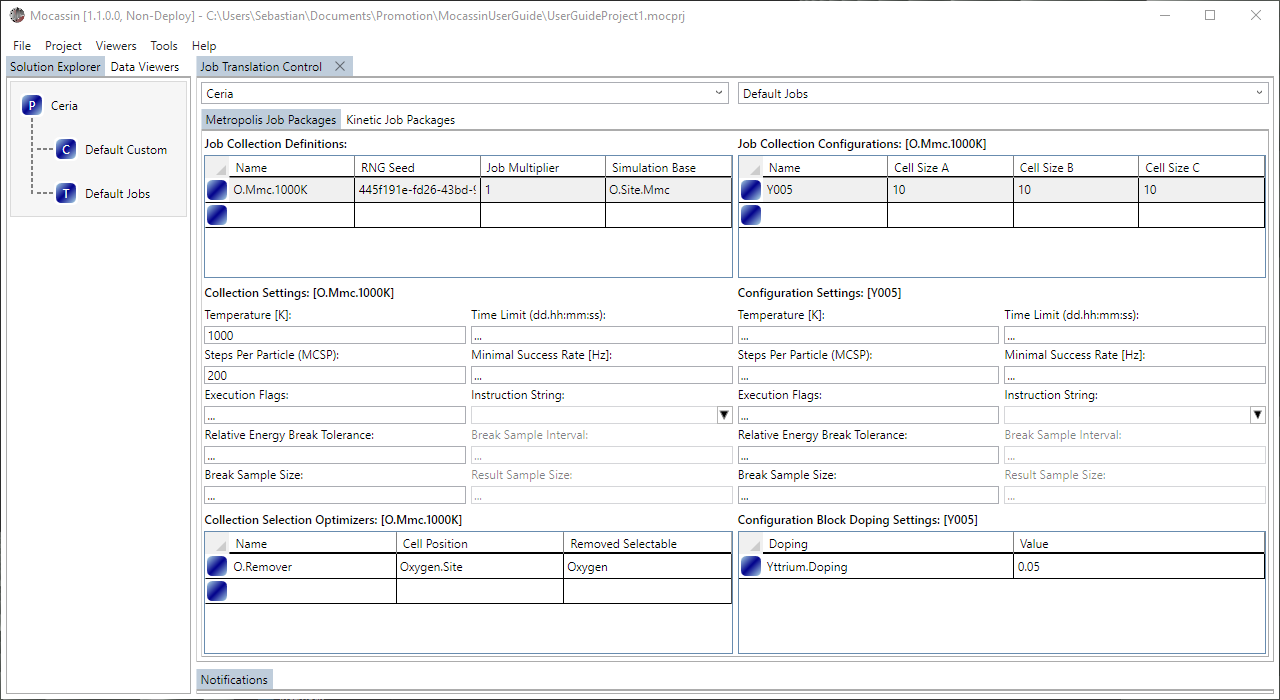 Mocassin [1.1.0.0, Non-Deploy] - C:\Users\Sebastian\Documents\Promotion\MocassinUserGuide\UserGuideProject1.mocprj
File Project Viewers Tools Help
Solution Explorer Data Viewers
P Ceria
C Default Custom
T Default Jobs
Job Translation Control
Ceria Default Jobs
Metropolis Job Packages Kinetic Job Packages
Job Collection Definitions:
Name RNG Seed Job Multiplier Simulation Base
O.Mmc.1000K 445f191e-fd26-43bd-9 1 O.Site.Mmc
Job Collection Configurations: [O.Mmc.1000K]
Name Cell Size A Cell Size B Cell Size C
Y005 10 10 10
Collection Settings: [O.Mmc.1000K]
Temperature [K]: Time Limit (dd.hh:mm:ss):
1000 ...
Steps Per Particle (MCSP): Minimal Success Rate [Hz]:
200 ...
Execution Flags: Instruction String:
...
Relative Energy Break Tolerance: Break Sample Interval:
... ...
Break Sample Size: Result Sample Size:
... ...
Configuration Settings: [Y005]
Temperature [K]: Time Limit (dd.hh:mm:ss):
... ...
Steps Per Particle (MCSP): Minimal Success Rate [Hz]:
... ...
Execution Flags: Instruction String:
...
Relative Energy Break Tolerance: Break Sample Interval:
... ...
Break Sample Size: Result Sample Size:
... ...
Collection Selection Optimizers: [O.Mmc.1000K]
Name Cell Position Removed Selectable
O.Remover Oxygen.Site Oxygen
Configuration Block Doping Settings: [Y005]
Doping Value
Yttrium.Doping 0.05
Notifications